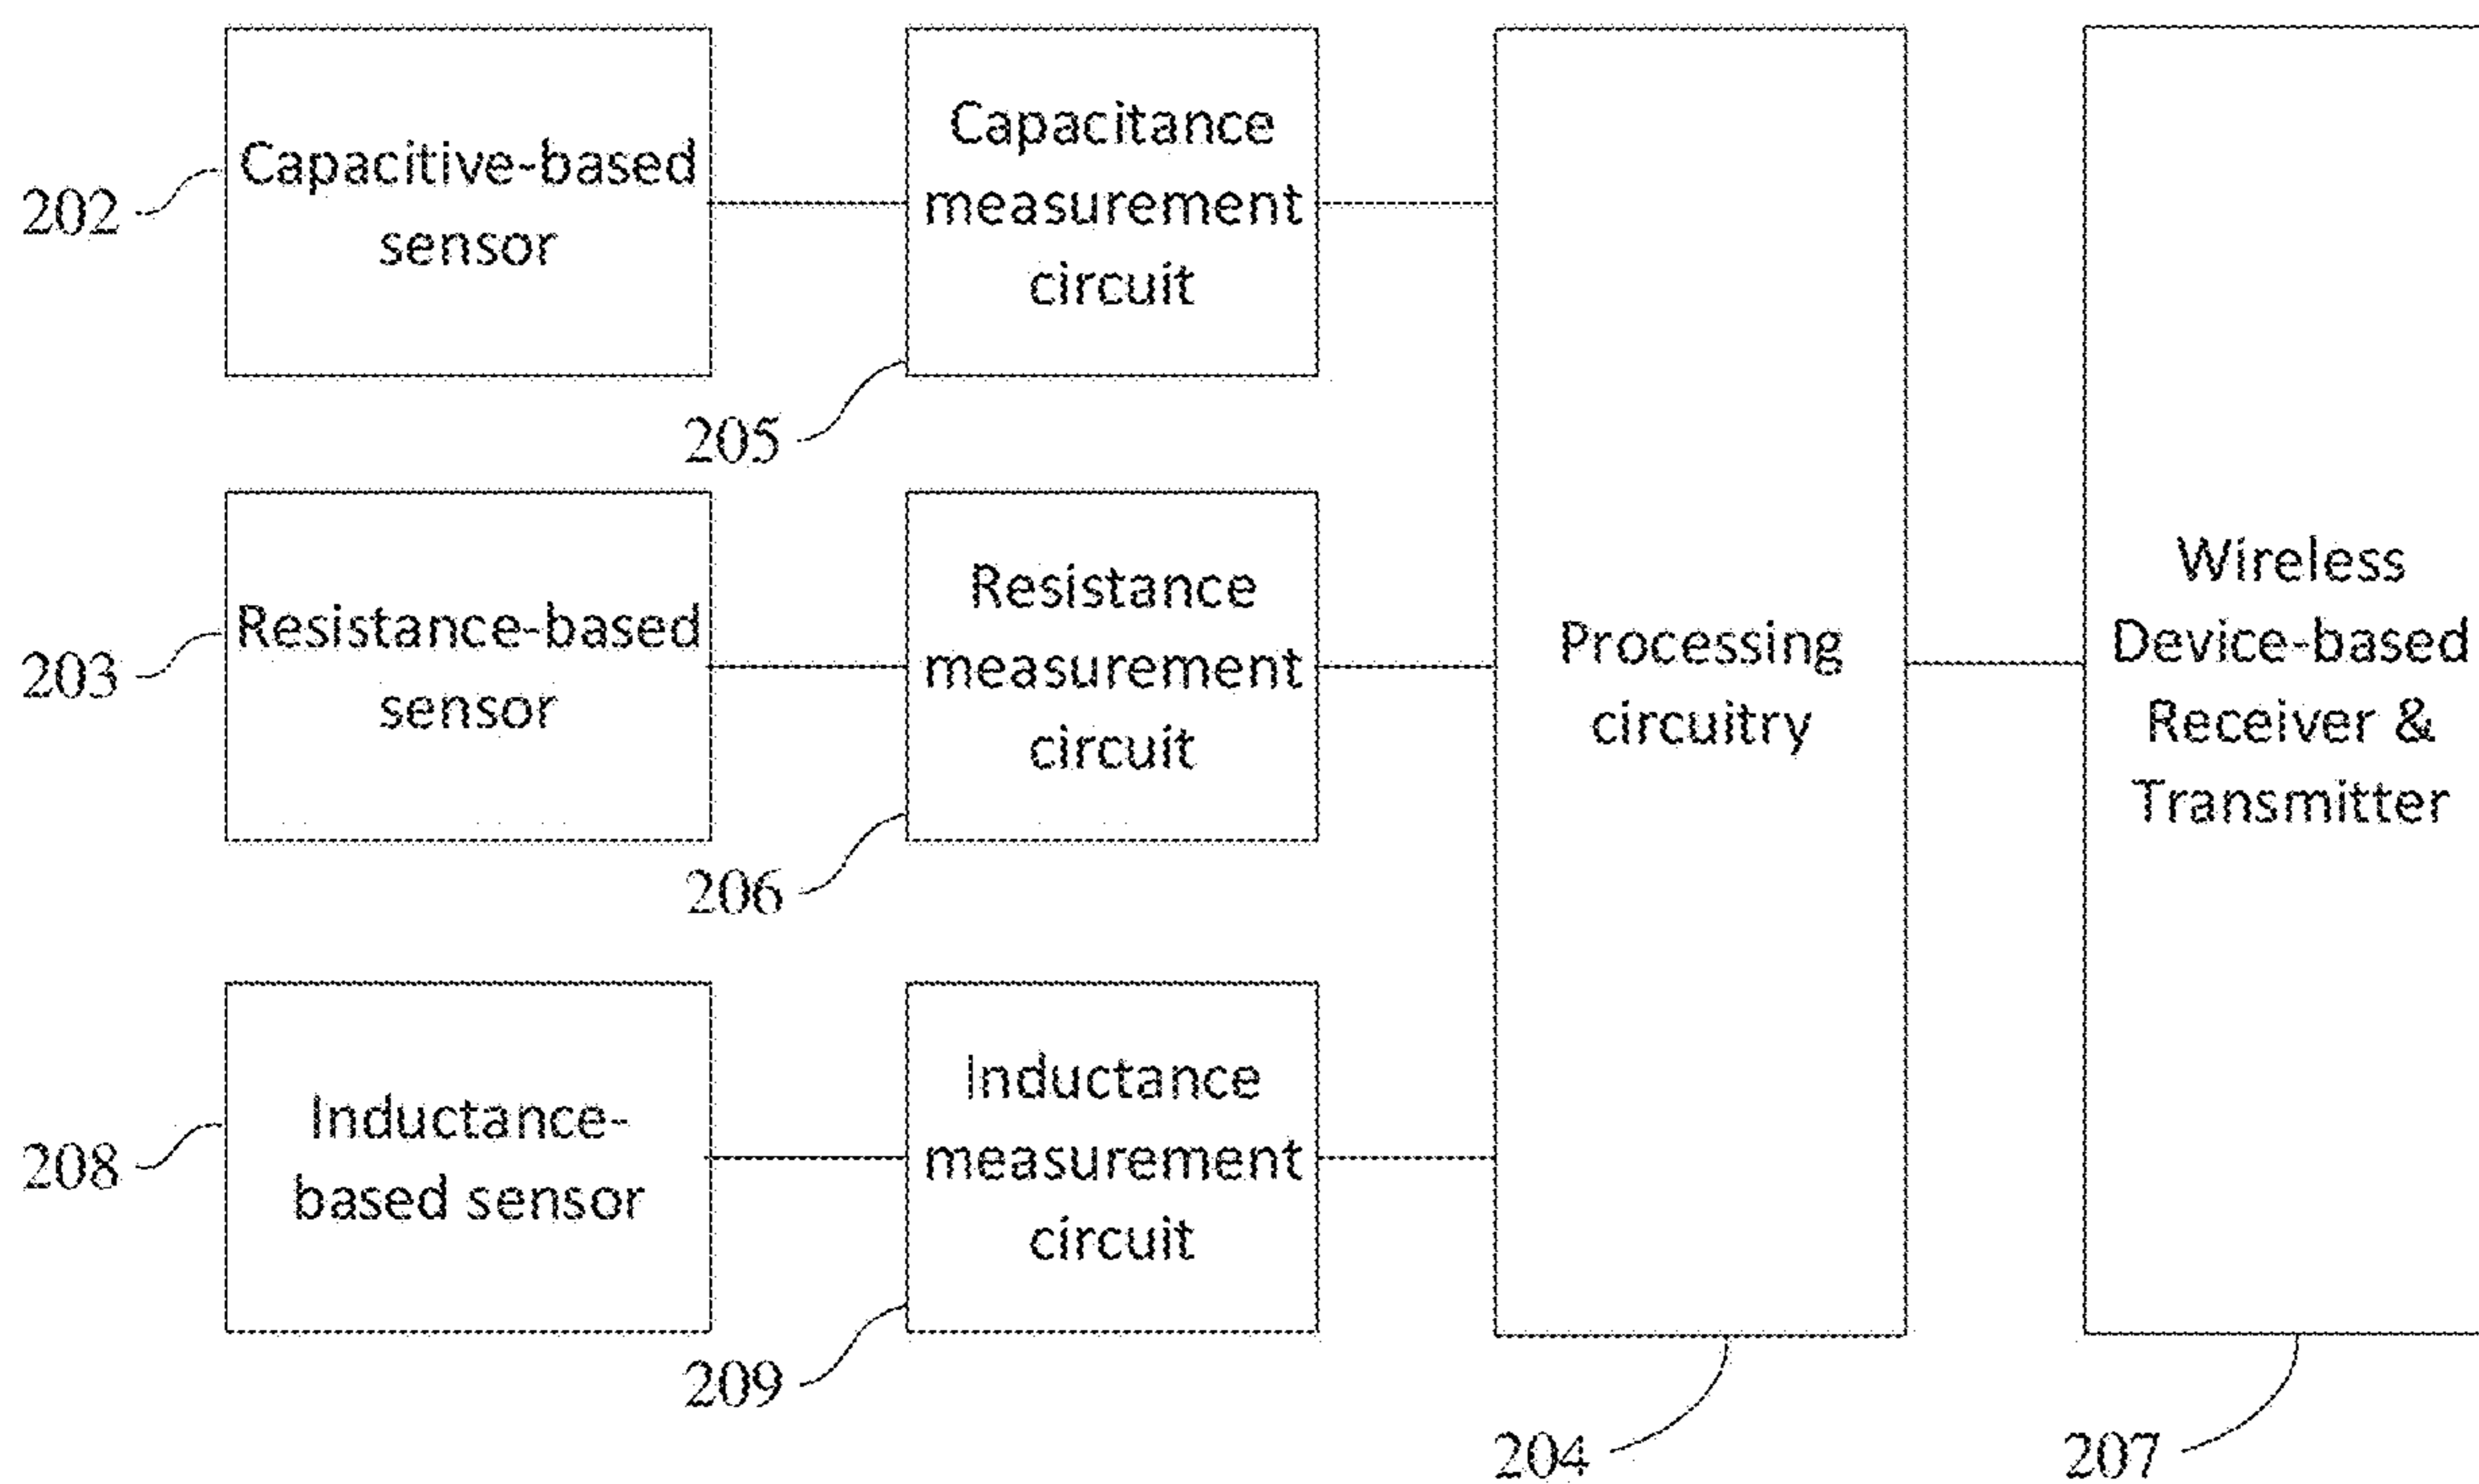 202
Capacitive-based
sensor
Capacitance
measurement
circuit
205
203
Resistance-based
sensor
Resistance
measurement
circuit
206
208
Inductance-
based sensor
Inductance
measurement
circuit
209
Processing
circuitry
204
Wireless
Device-based
Receiver &
Transmitter
207